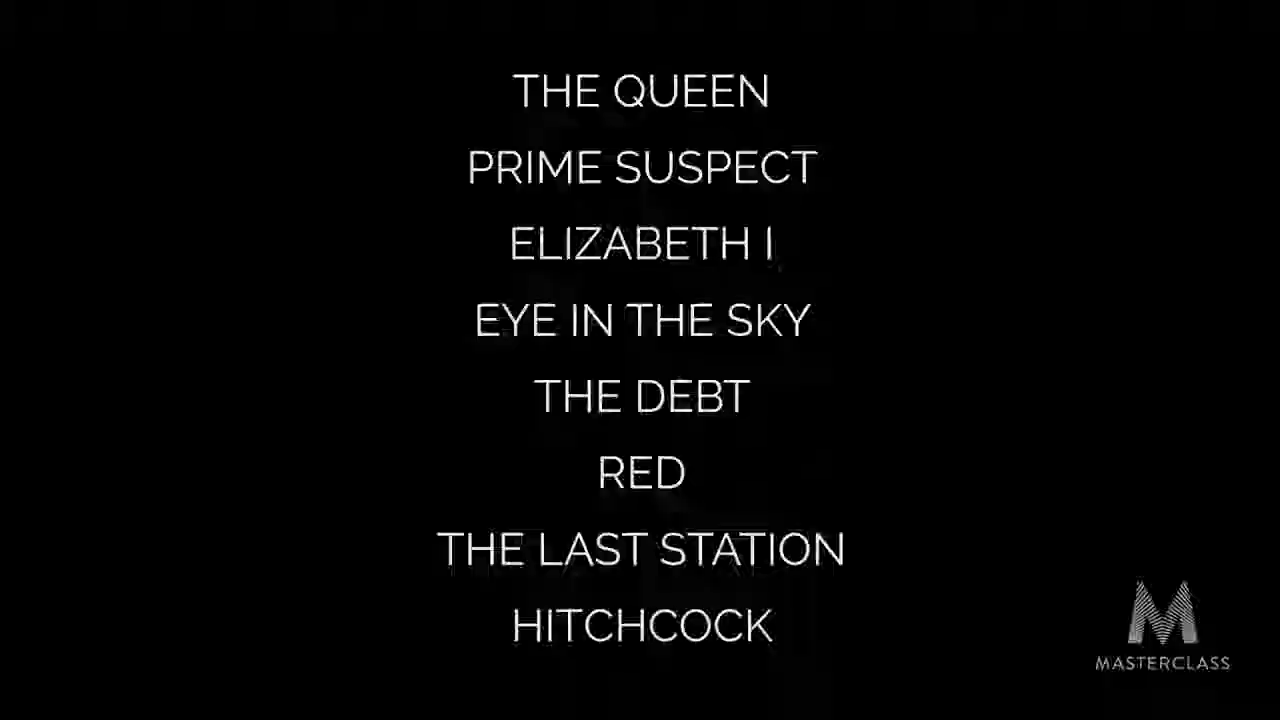 THE QUEEN
PRIME SUSPECT
ELIZABETH I
EYE IN THE SKY
THE DEBT
RED
THE LAST STATION
HITCHCOCK
M
MASTERCLASS